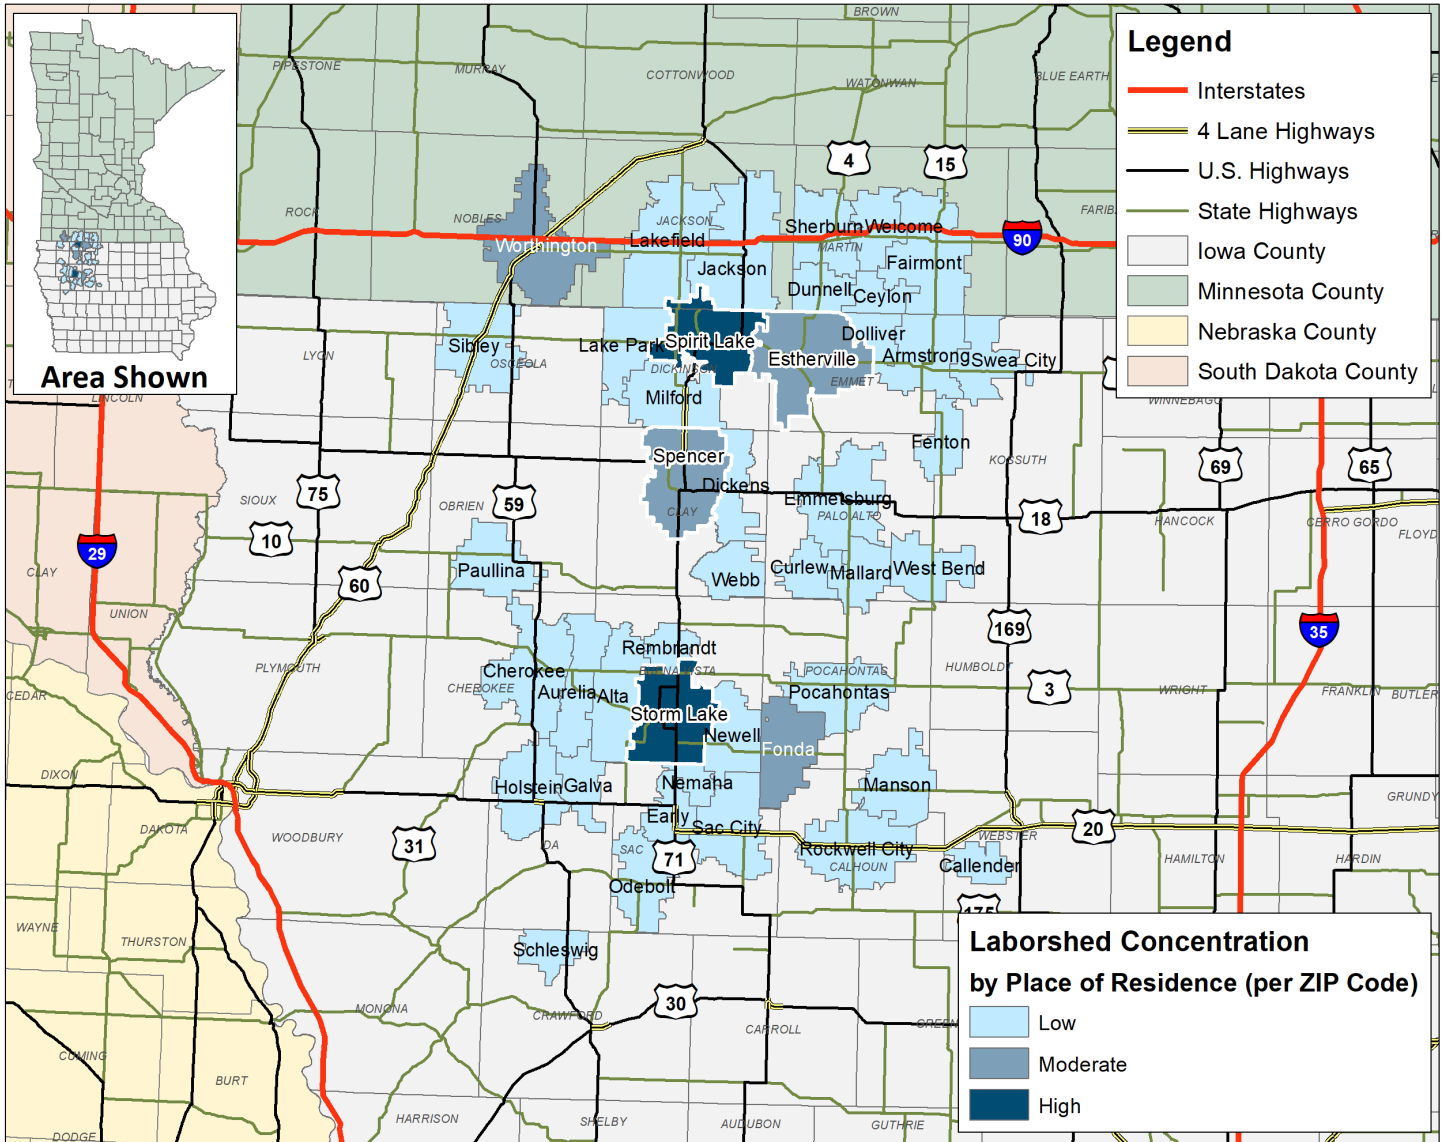 BROWN
PIPESTONE
MURRAY
COTTONWOOD
WATONWAN
BLUE EARTH
4
15
ROCK
NOBLES
JACKSON
FARIB
Worthington
Lakefield
Sherburn
Welcome
MARTIN
90
Jackson
Fairmont
Dunnell
Ceylon
Area Shown
Legend
Interstates
4 Lane Highways
U.S. Highways
State Highways
Iowa County
Minnesota County
Nebraska County
South Dakota County
LINCOLN
LYON
Sibley
OSCEOLA
Lake Park
Spirit Lake
DICKINSON
Estherville
Dolliver
Armstrong
Swea City
EMMET
Milford
WINNEBAGO
Fenton
KOSSUTH
Spencer
Dickens
CLAY
Emmetsburg
PALO ALTO
69
65
75
SIOUX
OBRIEN
59
18
HANCOCK
CERRO GORDO
FLOYD
10
29
CLAY
60
Paullina
Webb
Curlew
Mallard
West Bend
UNION
169
35
Rembrandt
PLYMOUTH
Cherokee
CHEROKEE
BUENA VISTA
POCAHONTAS
HUMBOLDT
CEDAR
Aurelia
Alta
Pocahontas
3
WRIGHT
FRANKLIN
BUTLER
Storm Lake
Newell
Fonda
DIXON
Holstein
Galva
Nemaha
Manson
GRUNDY
DAKOTA
WOODBURY
31
Early
Sac City
IDA
SAC
71
Rockwell City
CALHOUN
WEBSTER
20
Callender
HAMILTON
HARDIN
Odebolt
175
WAYNE
THURSTON
Schleswig
MONONA
CRAWFORD
30
CARROLL
GREEN
CUMING
BURT
HARRISON
SHELBY
AUDUBON
GUTHRIE
DODGE
Laborshed Concentration
by Place of Residence (per ZIP Code)
Low
Moderate
High